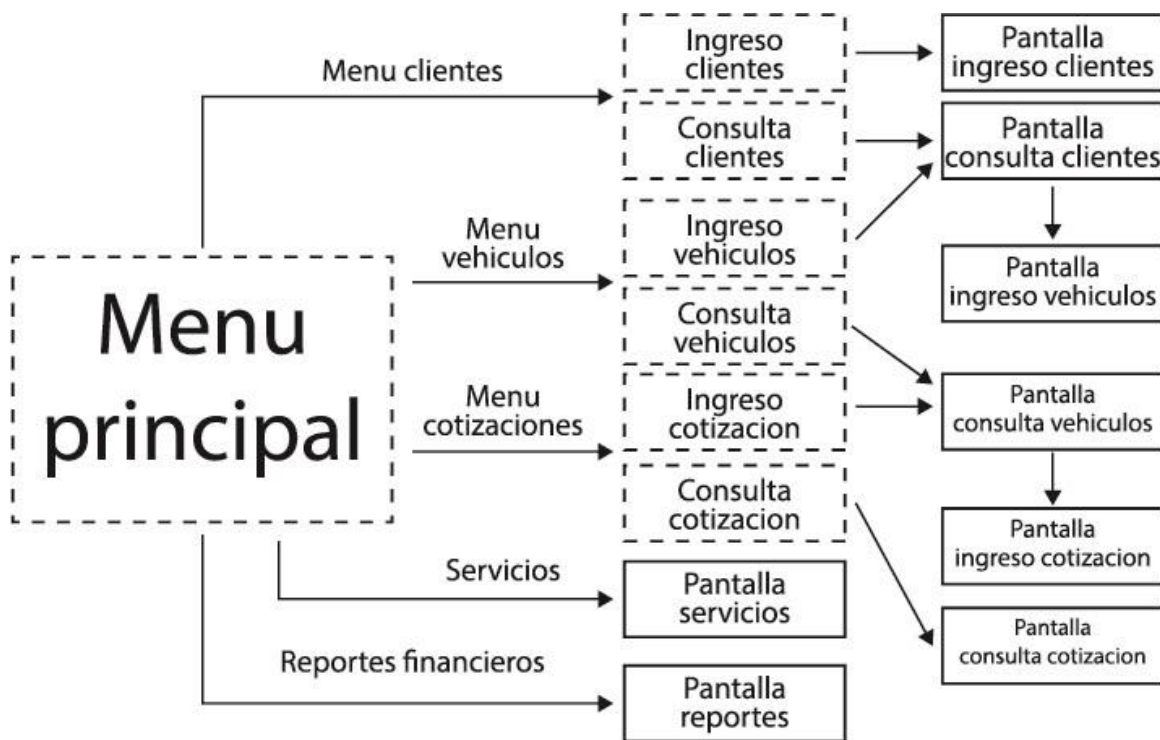 Menu
principal
Menu clientes
Menu
vehiculos
Menu
cotizaciones
Servicios
Reportes financieros
Ingreso
clientes
Consulta
clientes
Ingreso
vehiculos
Consulta
vehiculos
Ingreso
cotizacion
Consulta
cotizacion
Pantalla
servicios
Pantalla
reportes
Pantalla
ingreso clientes
Pantalla
consulta clientes
Pantalla
ingreso vehiculos
Pantalla
consulta vehiculos
Pantalla
ingreso cotizacion
Pantalla
consulta cotizacion